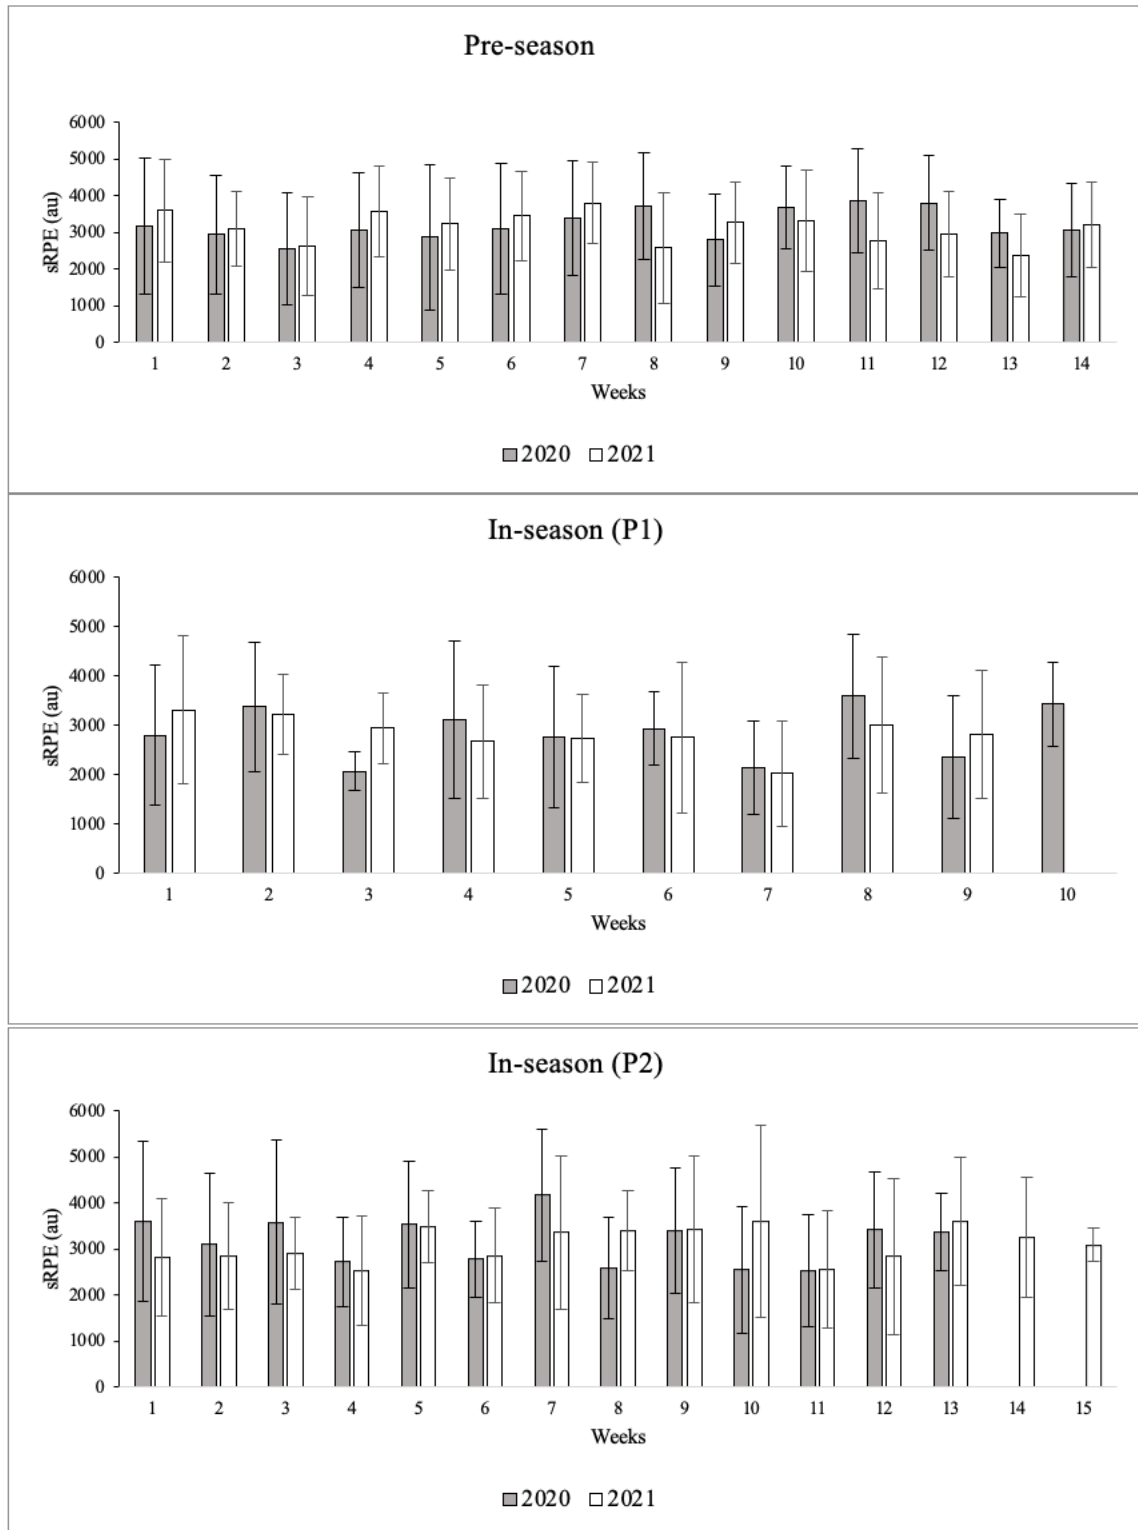 Pre-season
6000
5000
4000
3000
2000
1000
0
sRPE (au)
1 2 3 4 5 6 7 8 9 10 11 12 13 14
Weeks
2020 2021
In-season (P1)
6000
5000
4000
3000
2000
1000
0
sRPE (au)
1 2 3 4 5 6 7 8 9 10
Weeks
2020 2021
In-season (P2)
6000
5000
4000
3000
2000
1000
0
sRPE (au)
1 2 3 4 5 6 7 8 9 10 11 12 13 14 15
Weeks
2020 2021